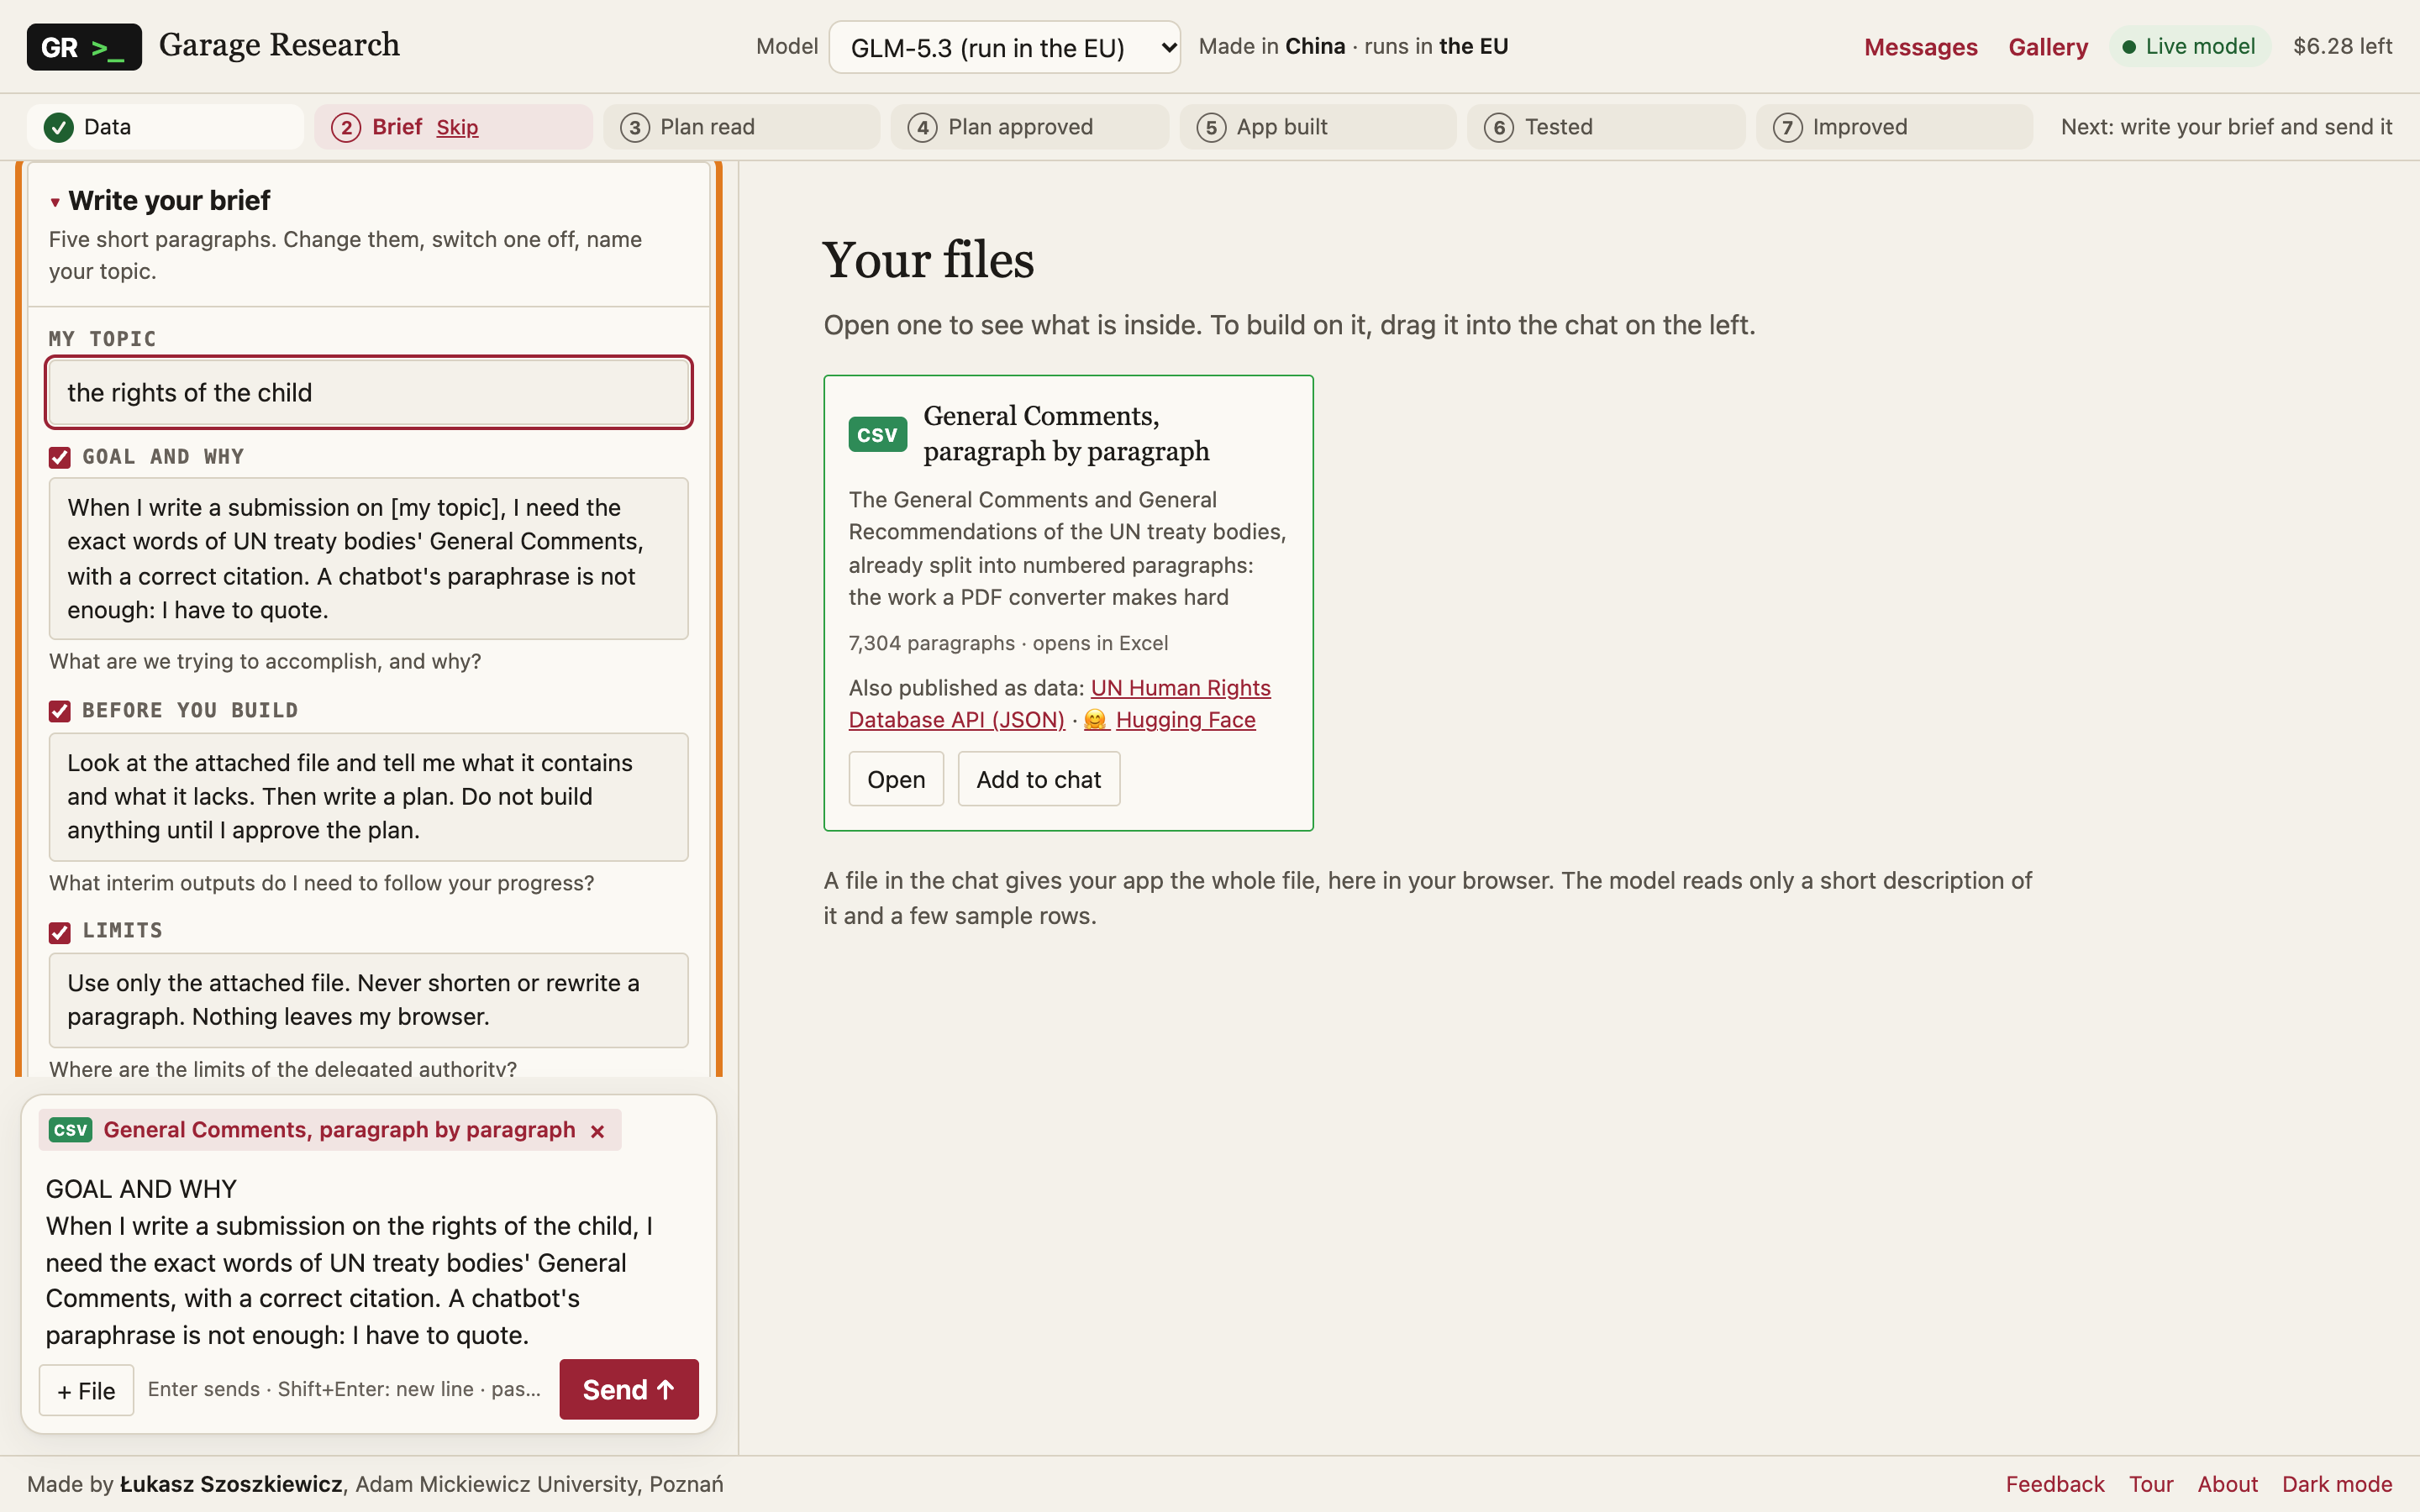 GR >_ Garage Research
Model GLM-5.3 (run in the EU) Made in China · runs in the EU
Messages Gallery Live model $6.28 left
Data
2 Brief Skip
3 Plan read
4 Plan approved
5 App built
6 Tested
7 Improved
Next: write your brief and send it
Write your brief
Five short paragraphs. Change them, switch one off, name
your topic.
MY TOPIC
the rights of the child
GOAL AND WHY
When I write a submission on [my topic], I need the
exact words of UN treaty bodies' General Comments,
with a correct citation. A chatbot's paraphrase is not
enough: I have to quote.
What are we trying to accomplish, and why?
BEFORE YOU BUILD
Look at the attached file and tell me what it contains
and what it lacks. Then write a plan. Do not build
anything until I approve the plan.
What interim outputs do I need to follow your progress?
LIMITS
Use only the attached file. Never shorten or rewrite a
paragraph. Nothing leaves my browser.
Where are the limits of the delegated authority?
CSV General Comments, paragraph by paragraph ×
GOAL AND WHY
When I write a submission on the rights of the child, I
need the exact words of UN treaty bodies' General
Comments, with a correct citation. A chatbot's
paraphrase is not enough: I have to quote.
+ File Enter sends · Shift+Enter: new line · pas… Send ↑
Your files
Open one to see what is inside. To build on it, drag it into the chat on the left.
CSV
General Comments,
paragraph by paragraph
The General Comments and General
Recommendations of the UN treaty bodies,
already split into numbered paragraphs:
the work a PDF converter makes hard
7,304 paragraphs · opens in Excel
Also published as data: UN Human Rights
Database API (JSON) · 🤗 Hugging Face
Open Add to chat
A file in the chat gives your app the whole file, here in your browser. The model reads only a short description of
it and a few sample rows.
Made by Łukasz Szoszkiewicz, Adam Mickiewicz University, Poznań
Feedback Tour About Dark mode